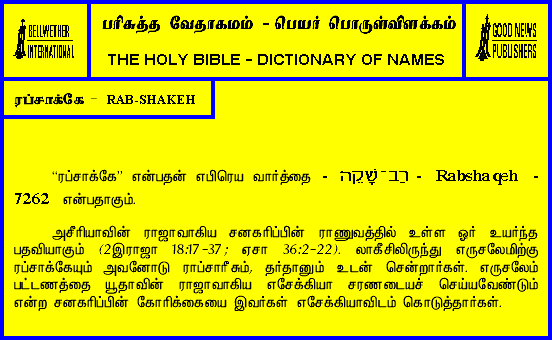 BELLWETHER
INTERNATIONAL
பரிசுத்த வேதாகமம் - பெயர் பொருள்விளக்கம்
THE HOLY BIBLE - DICTIONARY OF NAMES
GOOD NEWS
PUBLISHERS
ரப்சாக்கே - RAB-SHAKEH
“ரப்சாக்கே” என்பதன் எபிரெய வார்த்தை - רַב־שָׁקֵה - Rabshaqeh -
7262 என்பதாகும்.
அசீரியாவின் ராஜாவாகிய சனகரிப்பின் ராணுவத்தில் உள்ள ஓர் உயர்ந்த
பதவியாகும் (2இராஜா 18:17-37; ஏசா 36:2-22). லாகீசிலிருந்து எருசலேமிற்கு
ரப்சாக்கேயும் அவனோடு ராப்சாரீசும், தர்தானும் உடன் சென்றார்கள். எருசலேம்
பட்டணத்தை யூதாவின் ராஜாவாகிய எசேக்கியா சரணடையச் செய்யவேண்டும்
என்ற சனகரிப்பின் கோரிக்கையை இவர்கள் எசேக்கியாவிடம் கொடுத்தார்கள்.